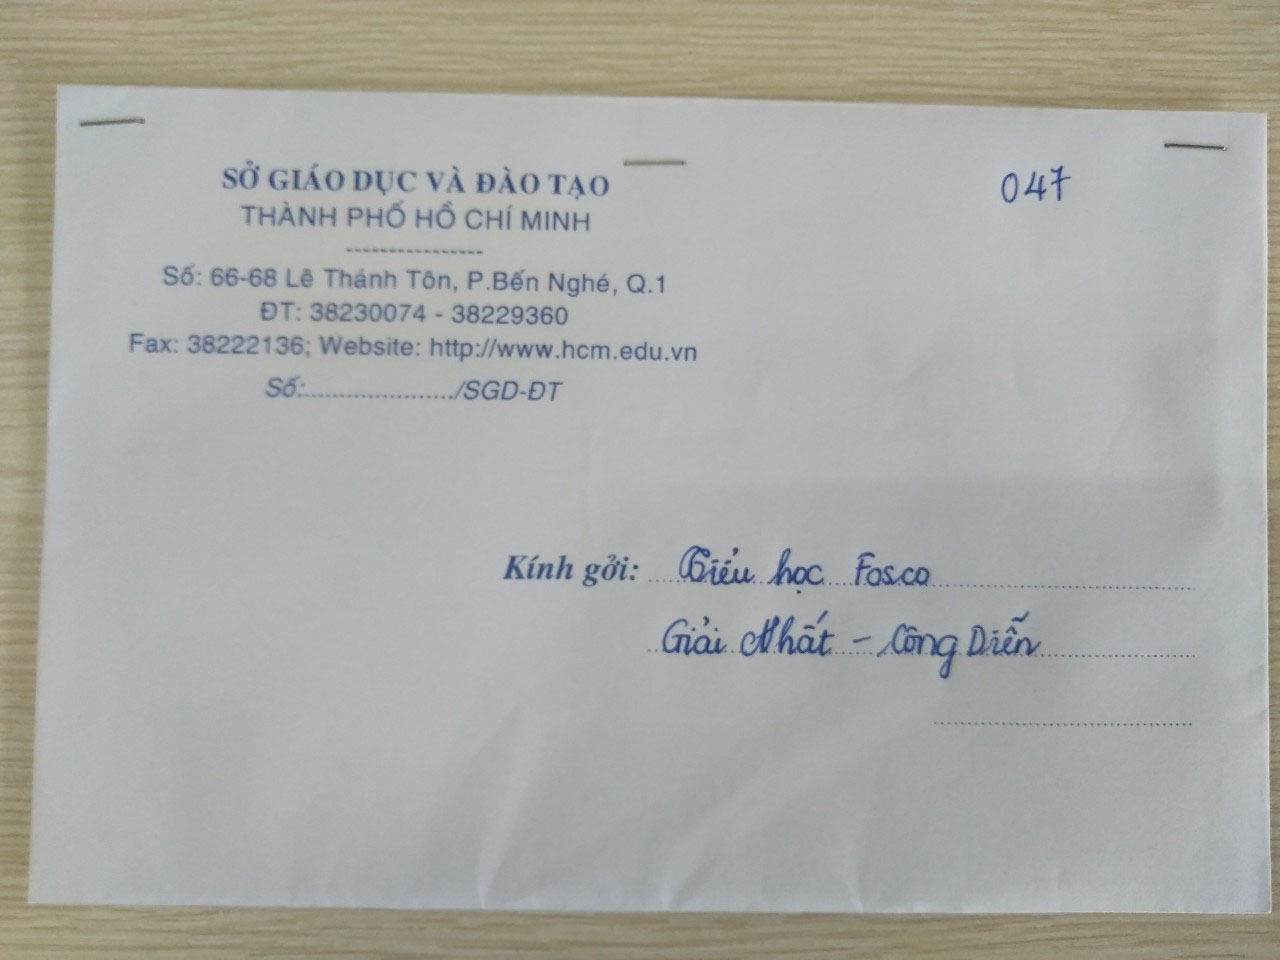 SỞ GIÁO DỤC VÀ ĐÀO TẠO
THÀNH PHỐ HỒ CHÍ MINH
----------------
Số: 66-68 Lê Thánh Tôn, P.Bến Nghé, Q.1
ĐT: 38230074 - 38229360
Fax: 38222136; Website: http://www.hcm.edu.vn
Số:......................./SGD-ĐT
047
Kính gởi: Tiểu học Fosco
Giải Nhất - Công Diễn